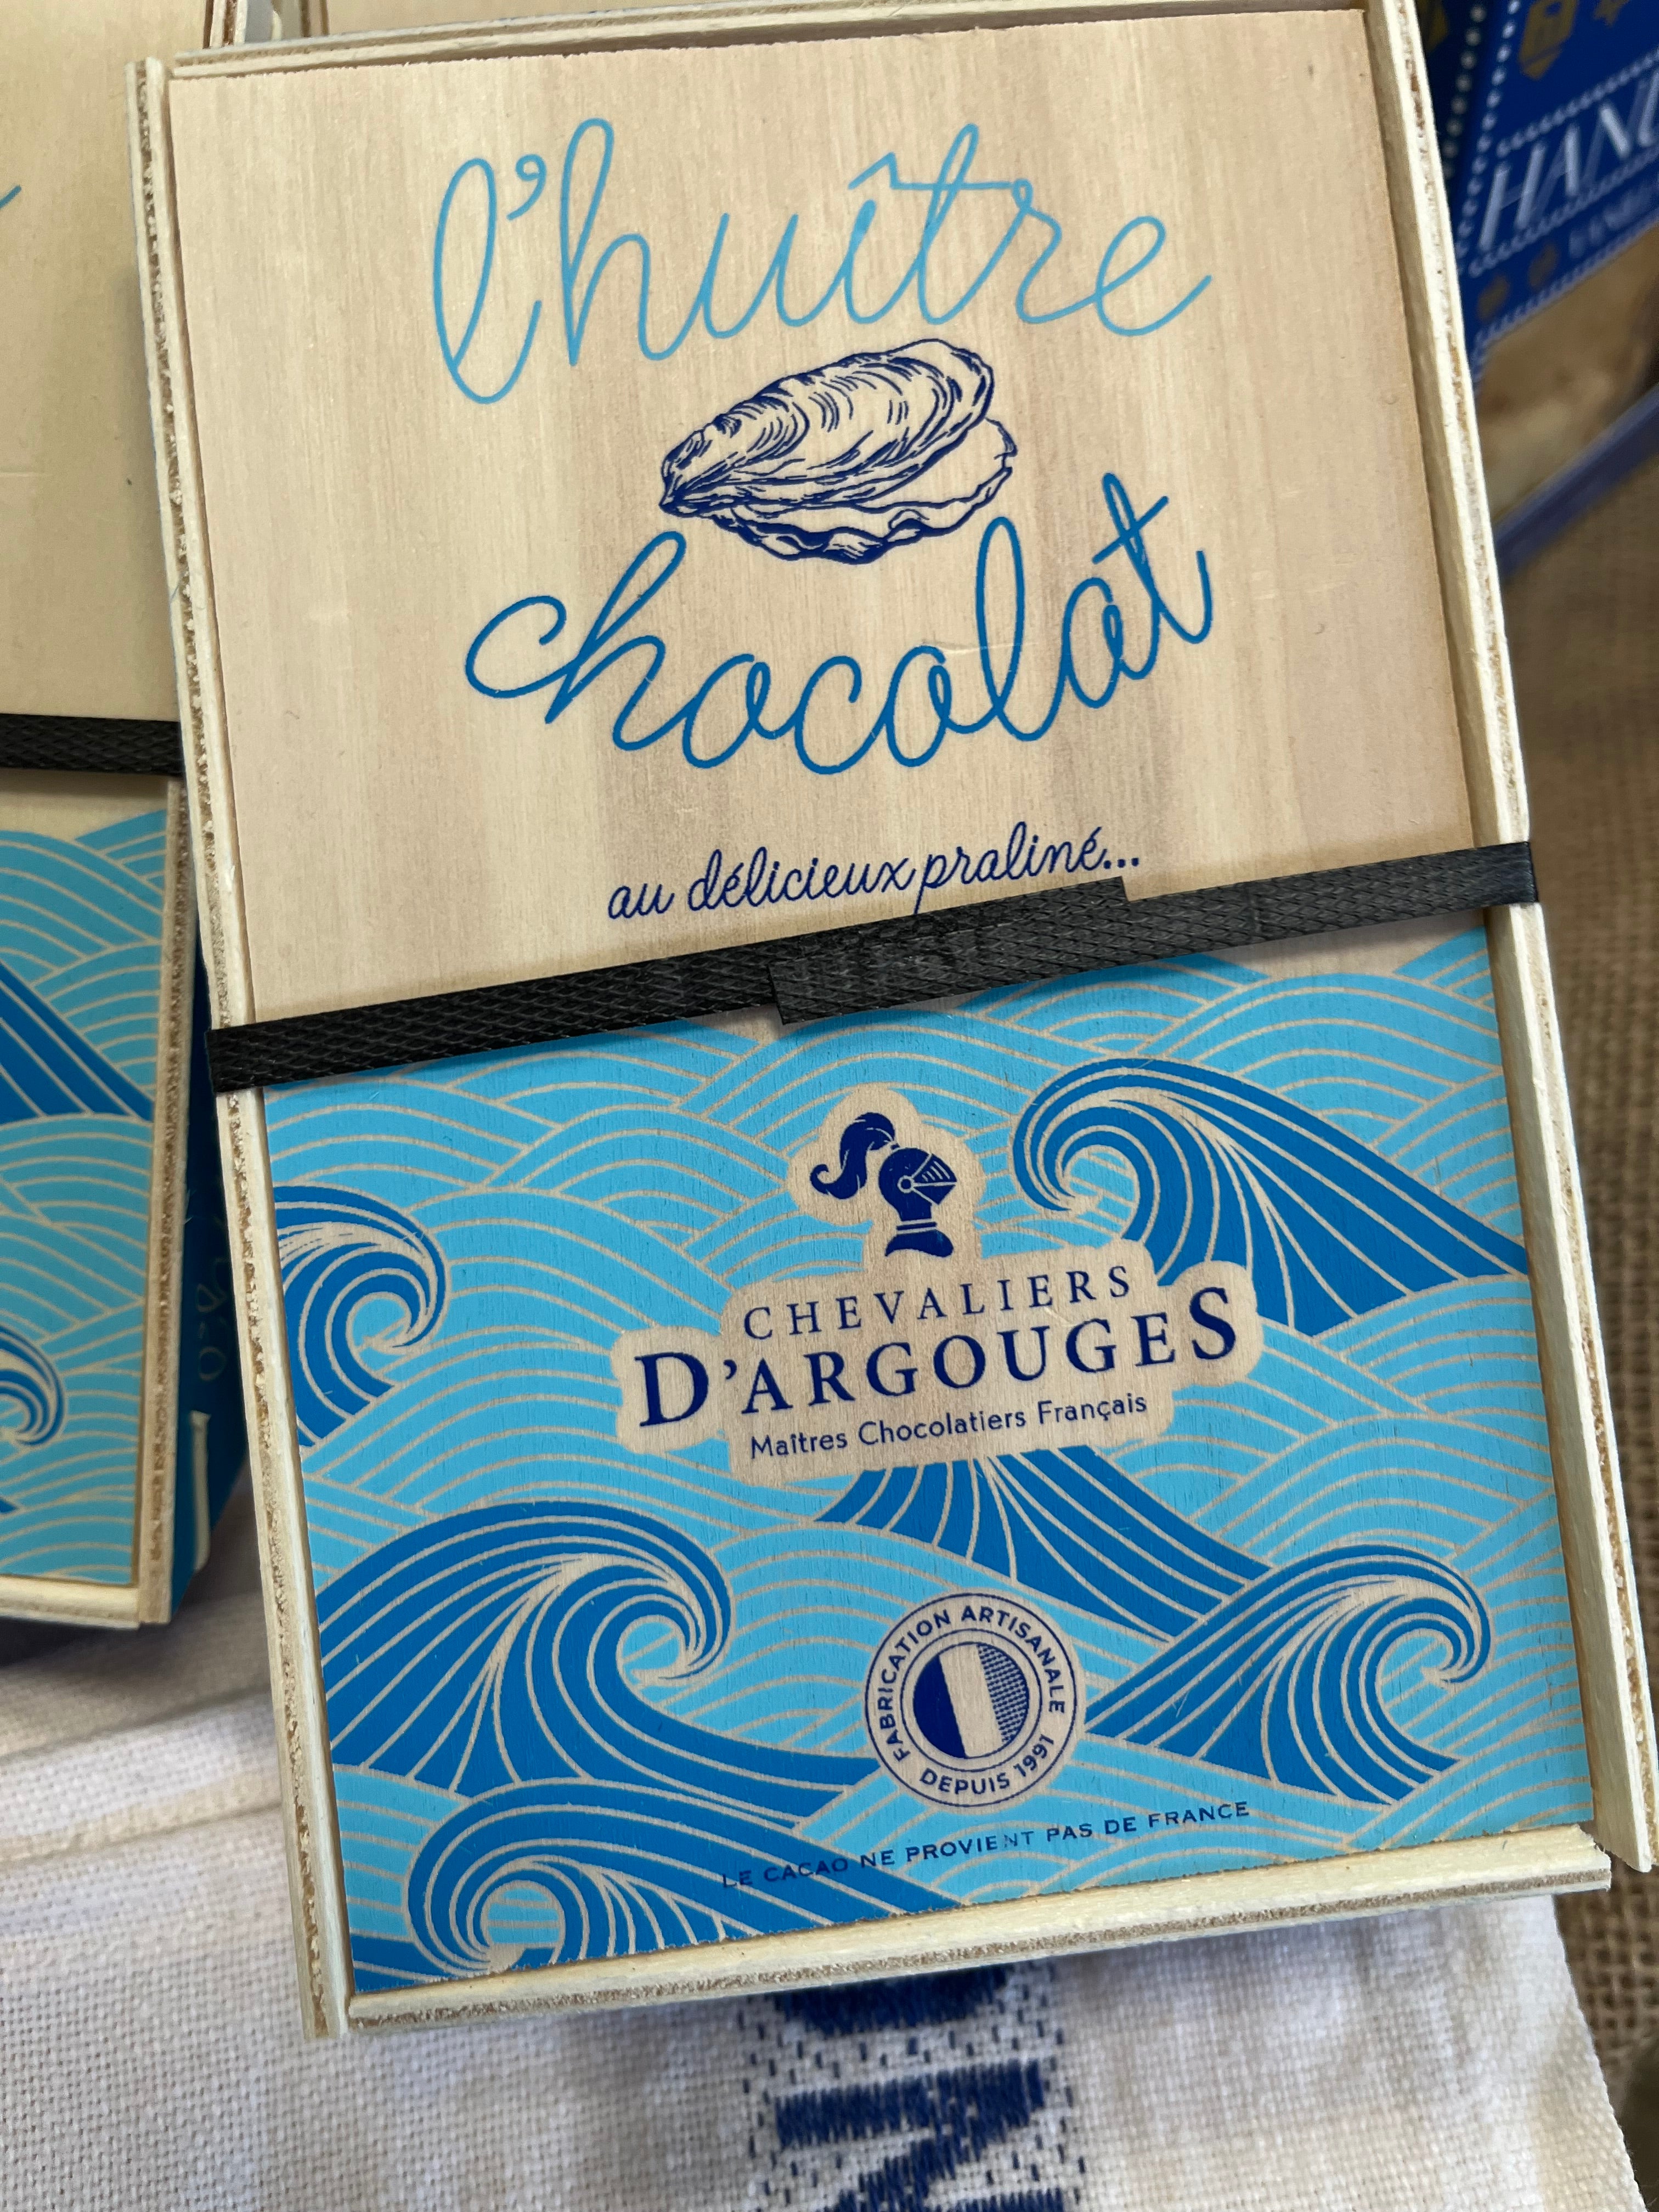 l'huître
chocolat
au délicieux praliné...
CHEVALIERS
D'ARGOUGES
Maîtres Chocolatiers Français
FABRICATION ARTISANALE
DEPUIS 1991
LE CACAO NE PROVIENT PAS DE FRANCE